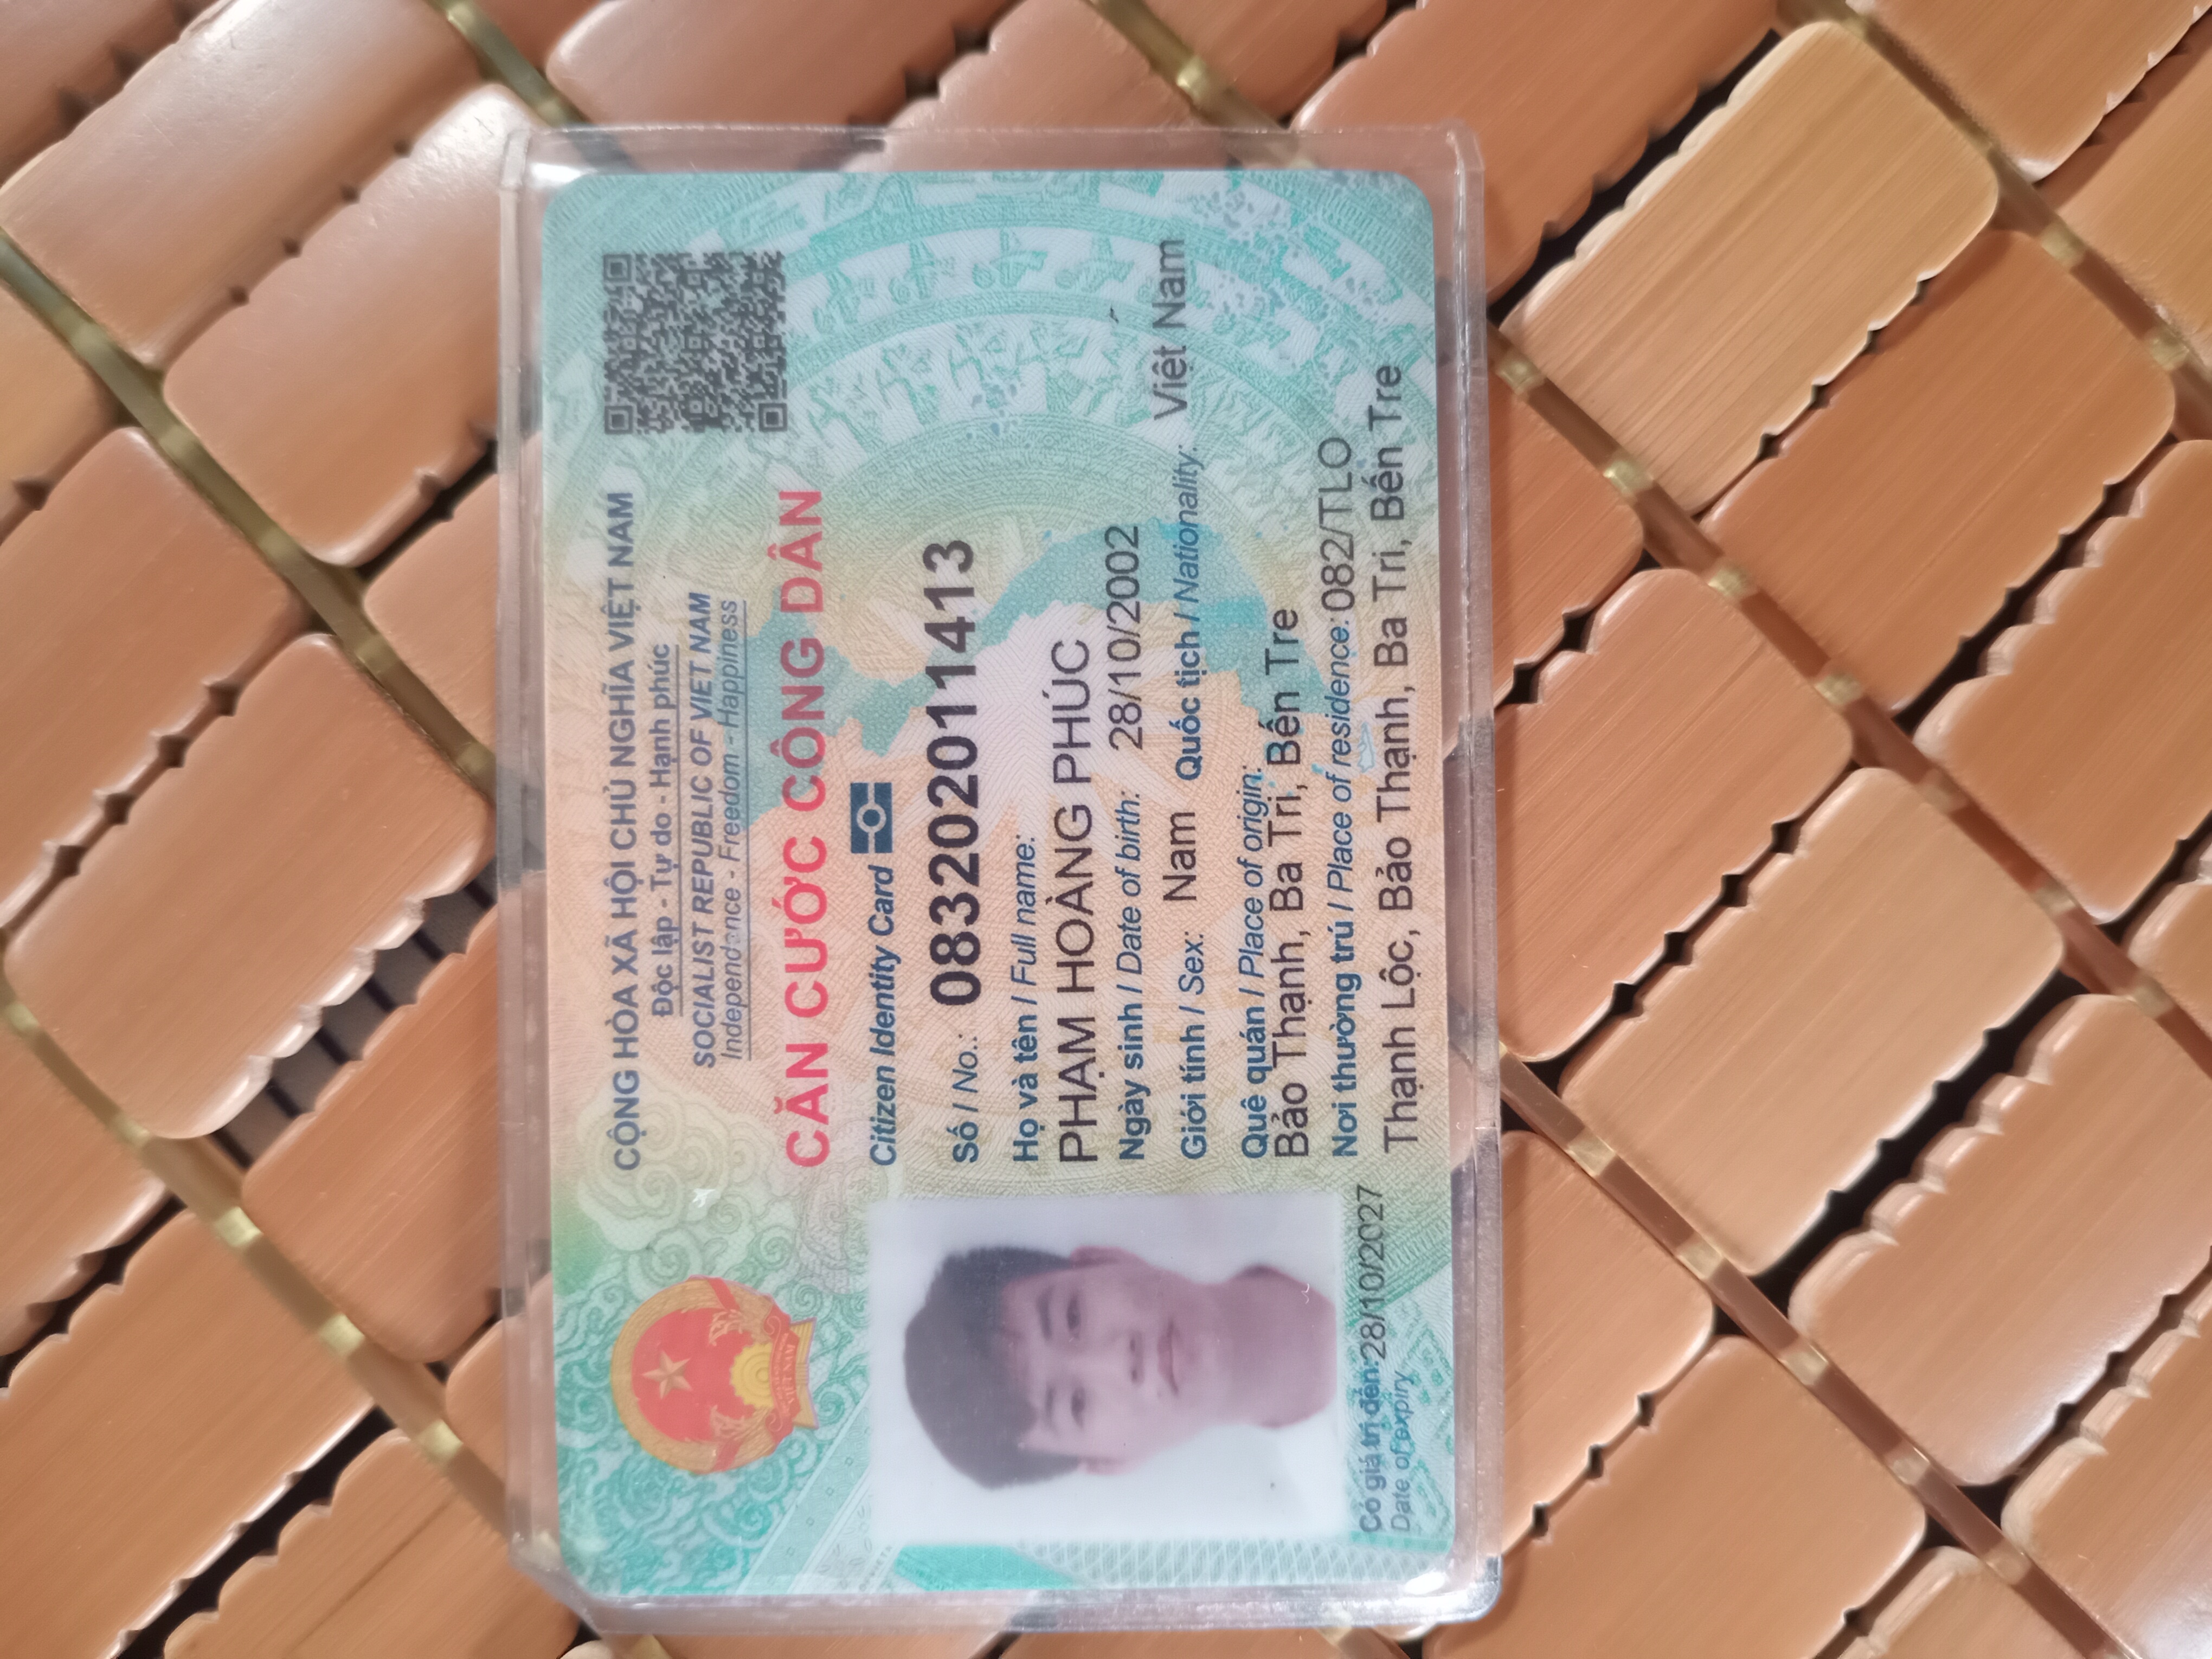 CỘNG HÒA XÃ HỘI CHỦ NGHĨA VIỆT NAM
Độc lập - Tự do - Hạnh phúc
SOCIALIST REPUBLIC OF VIET NAM
Independence - Freedom - Happiness
CĂN CƯỚC CÔNG DÂN
Citizen Identity Card
Số / No.: 083202011413
Họ và tên / Full name:
PHẠM HOÀNG PHÚC
Ngày sinh / Date of birth: 28/10/2002
Giới tính / Sex: Nam Quốc tịch / Nationality: Việt Nam
Quê quán / Place of origin:
Bảo Thạnh, Ba Tri, Bến Tre
Nơi thường trú / Place of residence: 082/TLO
Thạnh Lộc, Bảo Thạnh, Ba Tri, Bến Tre
Có giá trị đến: 28/10/2027
Date of expiry
VIỆT NAM